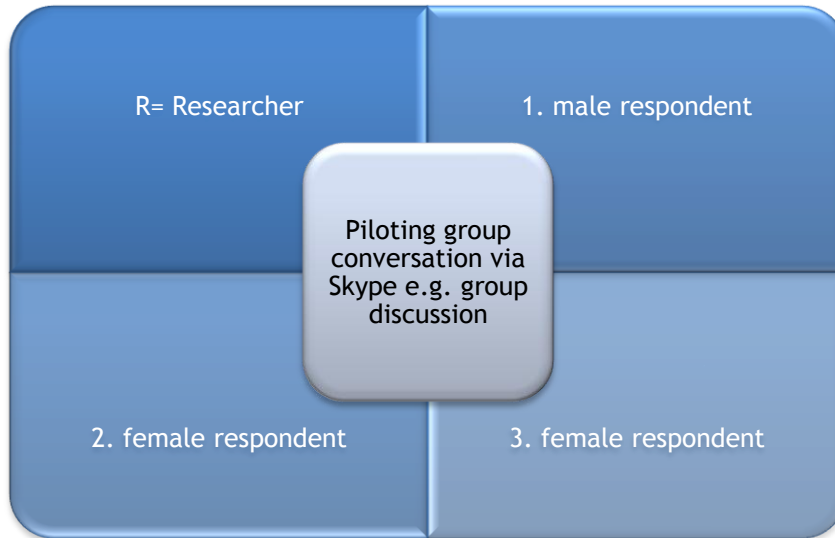 R= Researcher
1. male respondent
Piloting group
conversation via
Skype e.g. group
discussion
2. female respondent
3. female respondent